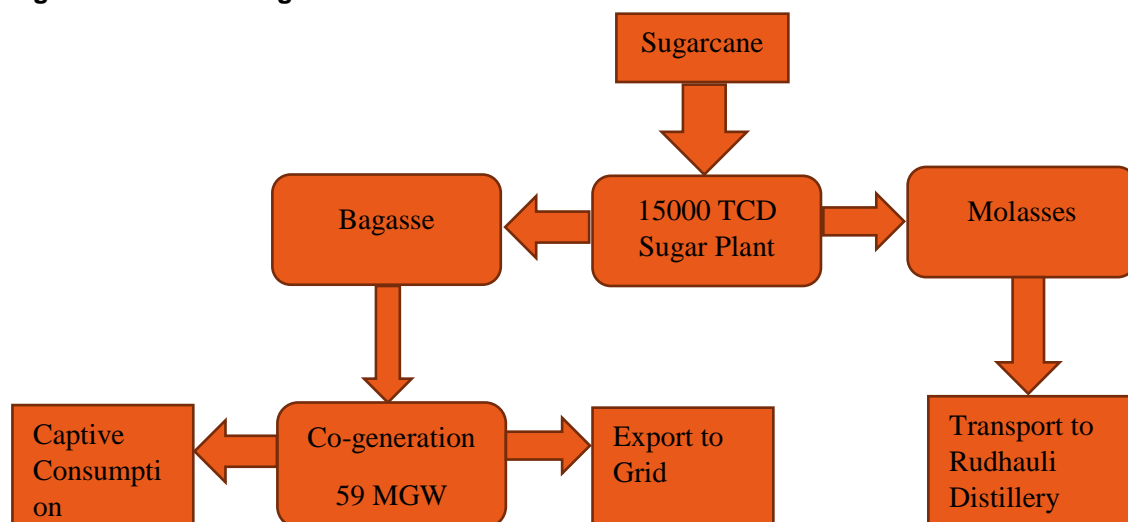 Sugarcane
Bagasse
15000 TCD
Sugar Plant
Molasses
Captive
Consumpti
on
Co-generation
59 MGW
Export to
Grid
Transport to
Rudhauli
Distillery